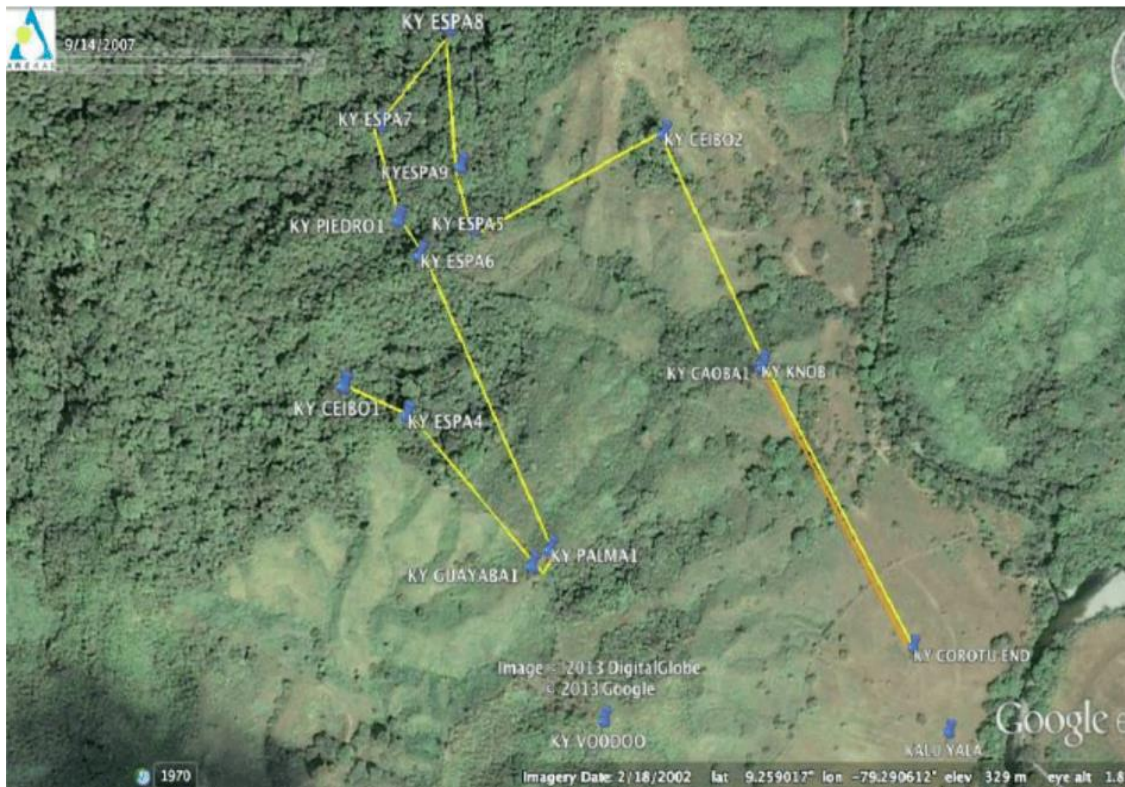 KY ESPA8
9/14/2007
KY ESPA7
KY CEIBO2
KYESPA9
KY PIEDRO1
KY ESPA5
KY ESPA6
KY CAOBA1
KY KNOB
KY CEIBO1
KY ESPA4
KY PALMA1
KY GUAYABA1
KY COROTU END
Image © 2013 DigitalGlobe
© 2013 Google
KY VOODOO
Google e
KALU YALA
1970
Imagery Date: 2/18/2002 lat 9.259017° lon -79.290612° elev 329 m eye alt 1.8